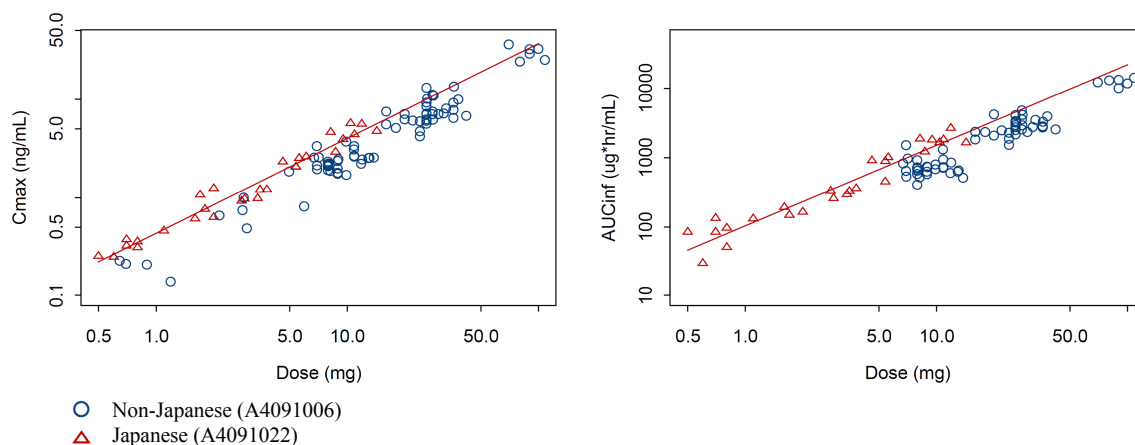 50.0
5.0
0.5
0.1
Cmax (ng/mL)
0.5 1.0 5.0 10.0 50.0
Dose (mg)
10000
1000
100
10
AUCinf (ug*hr/mL)
0.5 1.0 5.0 10.0 50.0
Dose (mg)
Non-Japanese (A4091006)
Japanese (A4091022)